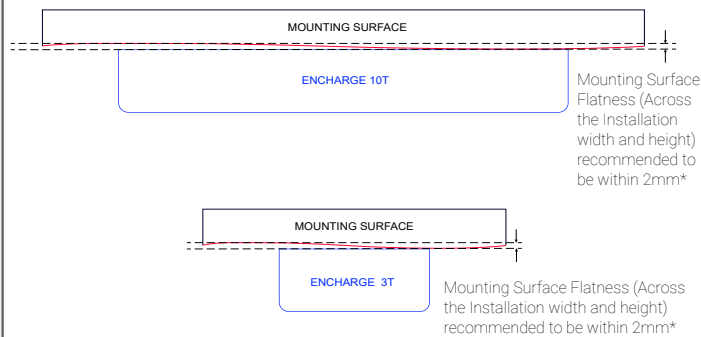 MOUNTING SURFACE
ENCHARGE 10T
Mounting Surface
Flatness (Across
the Installation
width and height)
recommended to
be within 2mm*
MOUNTING SURFACE
ENCHARGE 3T
Mounting Surface Flatness (Across
the Installation width and height)
recommended to be within 2mm*